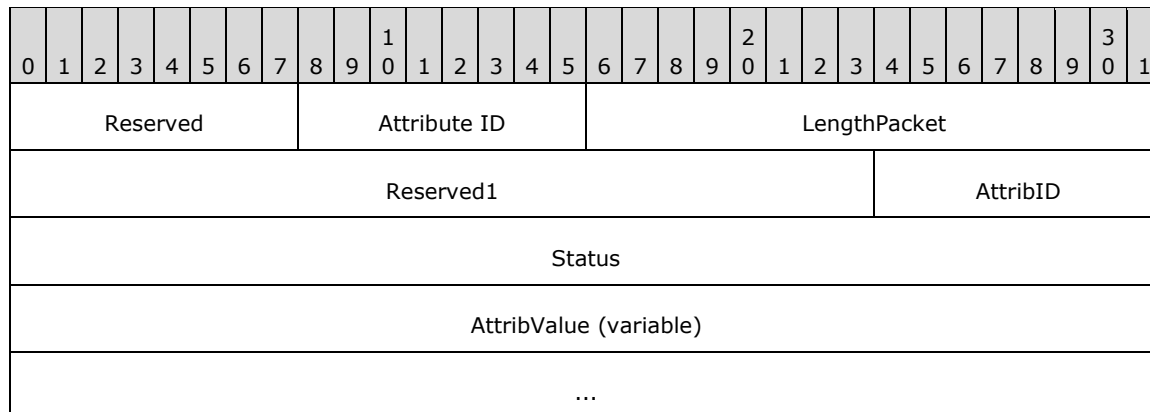 1 2 3
0 1 2 3 4 5 6 7 8 9 0 1 2 3 4 5 6 7 8 9 0 1 2 3 4 5 6 7 8 9 0 1
Reserved Attribute ID LengthPacket
Reserved1 AttribID
Status
AttribValue (variable)
...